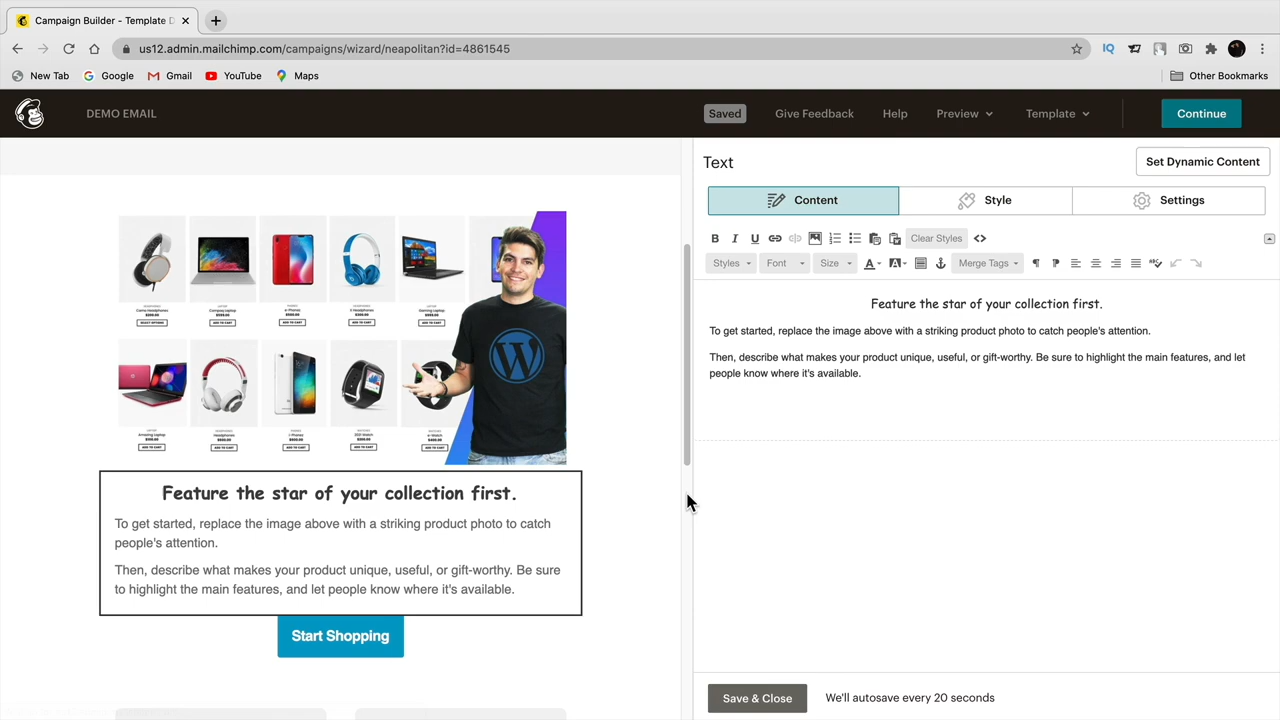 Campaign Builder - Template D
us12.admin.mailchimp.com/campaigns/wizard/neapolitan?id=4861545
New Tab
Google
Gmail
YouTube
Maps
Other Bookmarks
DEMO EMAIL
Saved
Give Feedback
Help
Preview
Template
Continue
Text
Set Dynamic Content
Content
Style
Settings
B I U
Clear Styles
Styles
Font
Size
A
A
Merge Tags
Feature the star of your collection first.
To get started, replace the image above with a striking product photo to catch people's attention.
Then, describe what makes your product unique, useful, or gift-worthy. Be sure to highlight the main features, and let
people know where it's available.
Feature the star of your collection first.
To get started, replace the image above with a striking product photo to catch
people's attention.
Then, describe what makes your product unique, useful, or gift-worthy. Be sure
to highlight the main features, and let people know where it's available.
Start Shopping
Save & Close
We'll autosave every 20 seconds